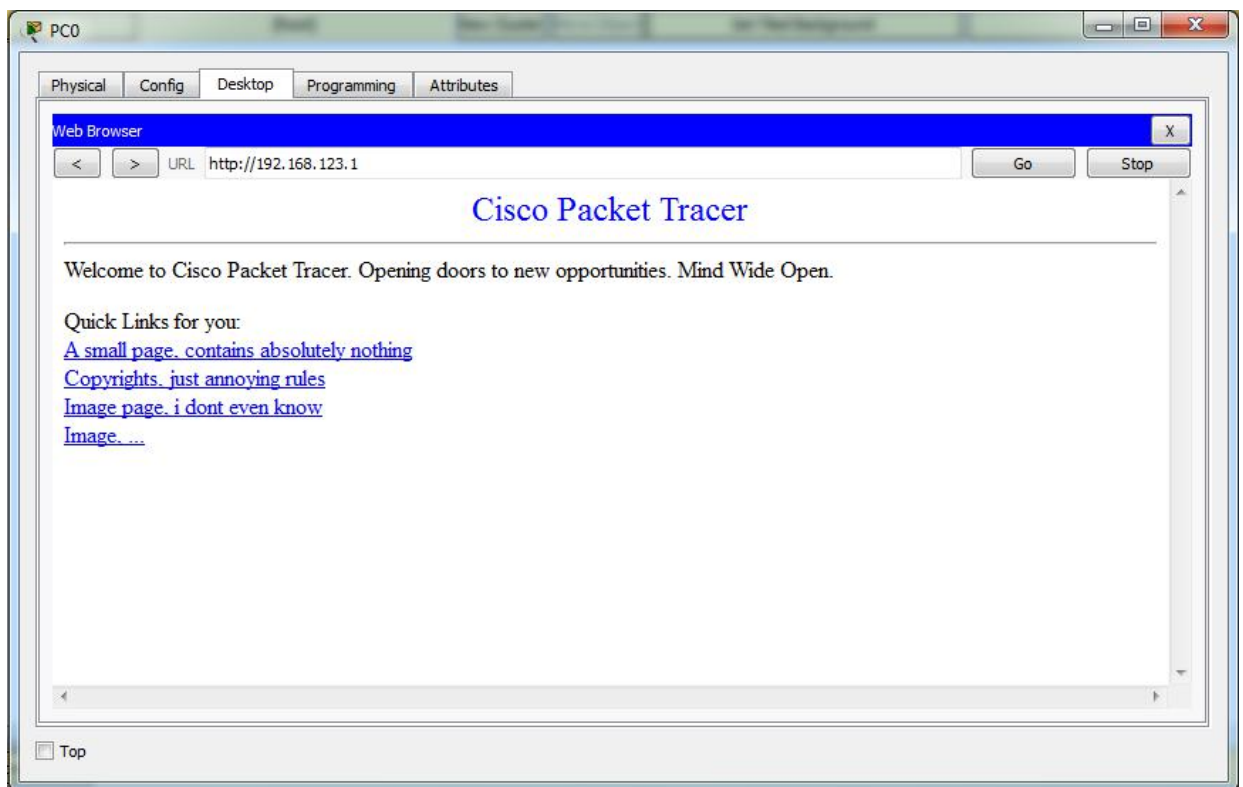 PC0
X
Physical Config Desktop Programming Attributes
Web Browser X
< > URL http://192.168.123.1 Go Stop
Cisco Packet Tracer
Welcome to Cisco Packet Tracer. Opening doors to new opportunities. Mind Wide Open.
Quick Links for you:
A small page. contains absolutely nothing
Copyrights. just annoying rules
Image page. i dont even know
Image. ...
Top